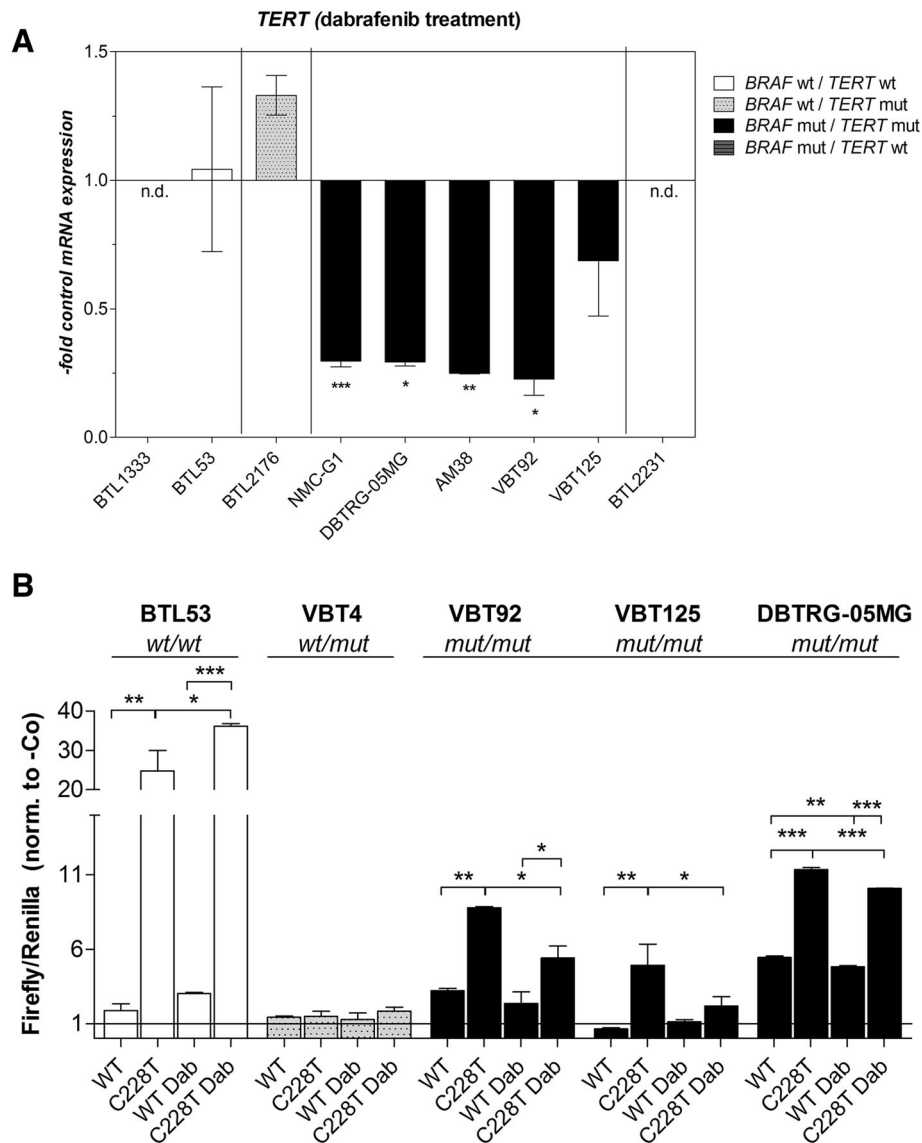 TERT (dabrafenib treatment)
A
-fold control mRNA expression
1.5
1.0
0.5
0.0
n.d.
n.d.
***
*
**
*
BTL1333
BTL53
BTL2176
NMC-G1
DBTRG-05MG
AM38
VBT92
VBT125
BTL2231
BRAF wt / TERT wt
BRAF wt / TERT mut
BRAF mut / TERT mut
BRAF mut / TERT wt
B
BTL53 VBT4 VBT92 VBT125 DBTRG-05MG
wt/wt wt/mut mut/mut mut/mut mut/mut
Firefly/Renilla (norm. to -Co)
40
30
20
11
6
1
***
** *
*
** *
** *
** ***
*** ***
WT C228T WT Dab C228T Dab WT C228T WT Dab C228T Dab WT C228T WT Dab C228T Dab WT C228T WT Dab C228T Dab WT C228T WT Dab C228T Dab